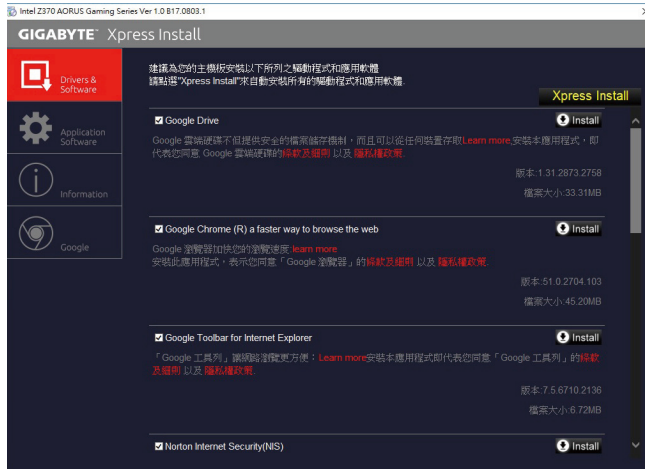 Intel Z370 AORUS Gaming Series Ver 1.0 B17.0803.1
GIGABYTE™ Xpress Install
Drivers &
Software
Application
Software
Information
Google
建議為您的主機板安裝以下所列之驅動程式和應用軟體
請點選"Xpress Install"來自動安裝所有的驅動程式和應用軟體.
Xpress Install
Google Drive
Install
Google 雲端硬碟不但提供安全的檔案儲存機制，而且可以從任何裝置存取Learn more,安裝本應用程式，即
代表您同意 Google 雲端硬碟的條款及細則 以及 隱私權政策.
版本:1.31.2873.2758
檔案大小:33.31MB
Google Chrome (R) a faster way to browse the web
Install
Google 瀏覽器加快您的瀏覽速度:learn more
安裝此應用程式，表示您同意「Google 瀏覽器」的條款及細則 以及 隱私權政策.
版本:51.0.2704.103
檔案大小:45.20MB
Google Toolbar for Internet Explorer
Install
「Google 工具列」讓網路瀏覽更方便：Learn more安裝本應用程式即代表您同意「Google 工具列」的條款
及細則 以及 隱私權政策.
版本:7.5.6710.2136
檔案大小:6.72MB
Norton Internet Security(NIS)
Install